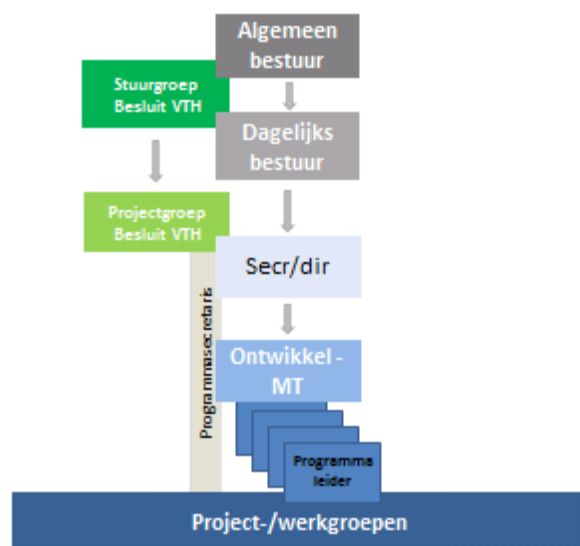 Algemeen
bestuur
Stuurgroep
Besluit VTH
Dagelijks
bestuur
Projectgroep
Besluit VTH
Secr/dir
Programmasecretaris
Ontwikkel -
MT
Programma
leider
Project-/werkgroepen